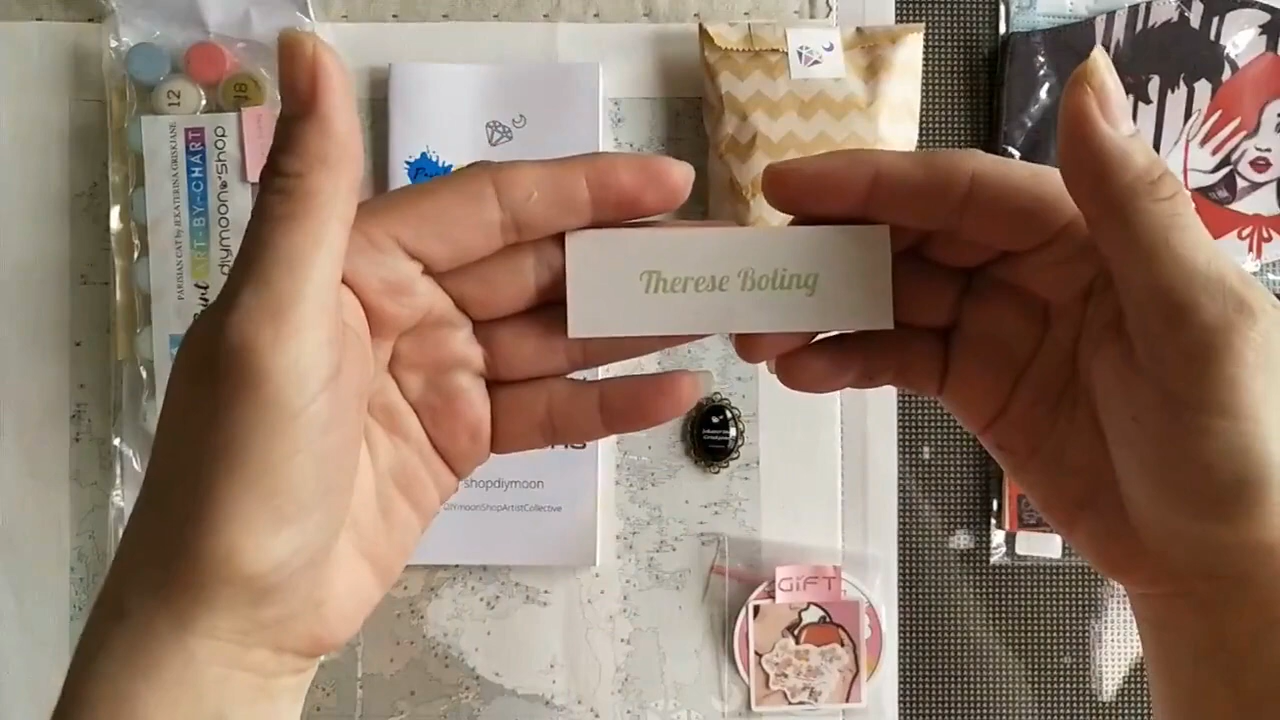 12
18
PARISIAN CAT by JEKATERINA GRISKJANE
ART-BY-CHART
diymoon shop
Therese Boling
shopdiymoon
DIYmoonShopArtistCollective
GIFT